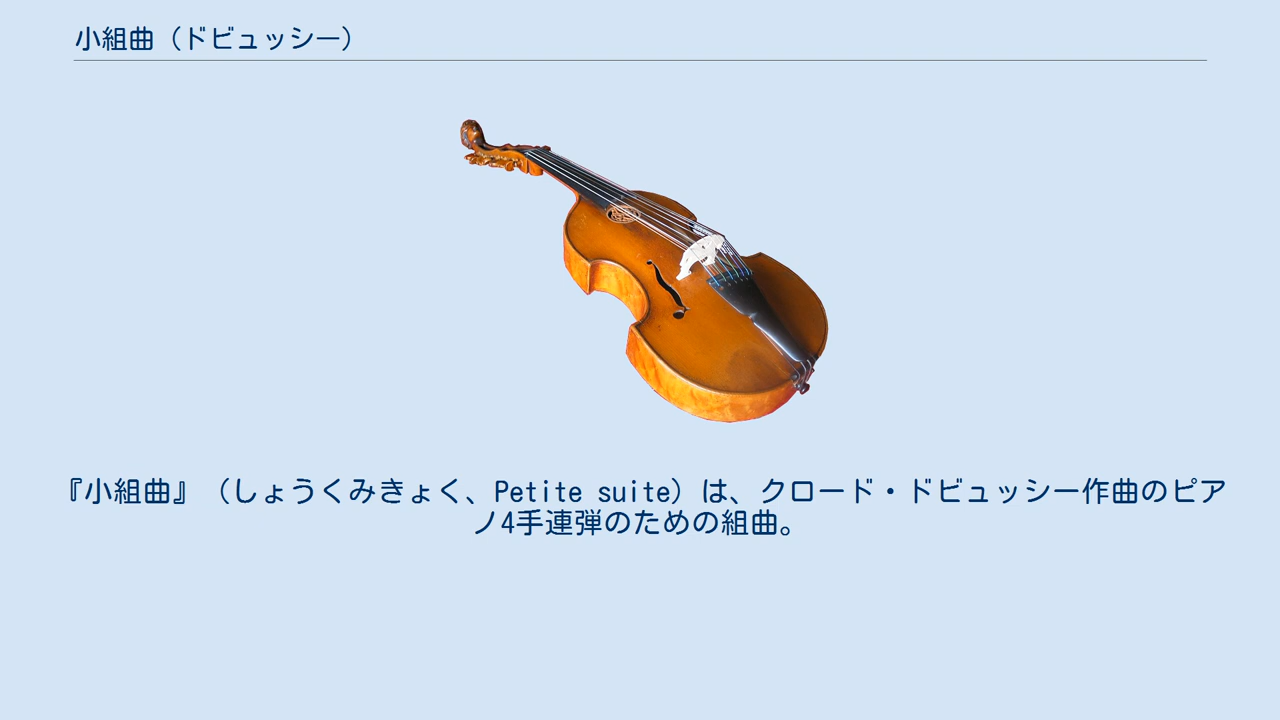 小組曲（ドビュッシー）
『小組曲』（しょうくみきょく、Petite suite）は、クロード・ドビュッシー作曲のピア
ノ4手連弾のための組曲。